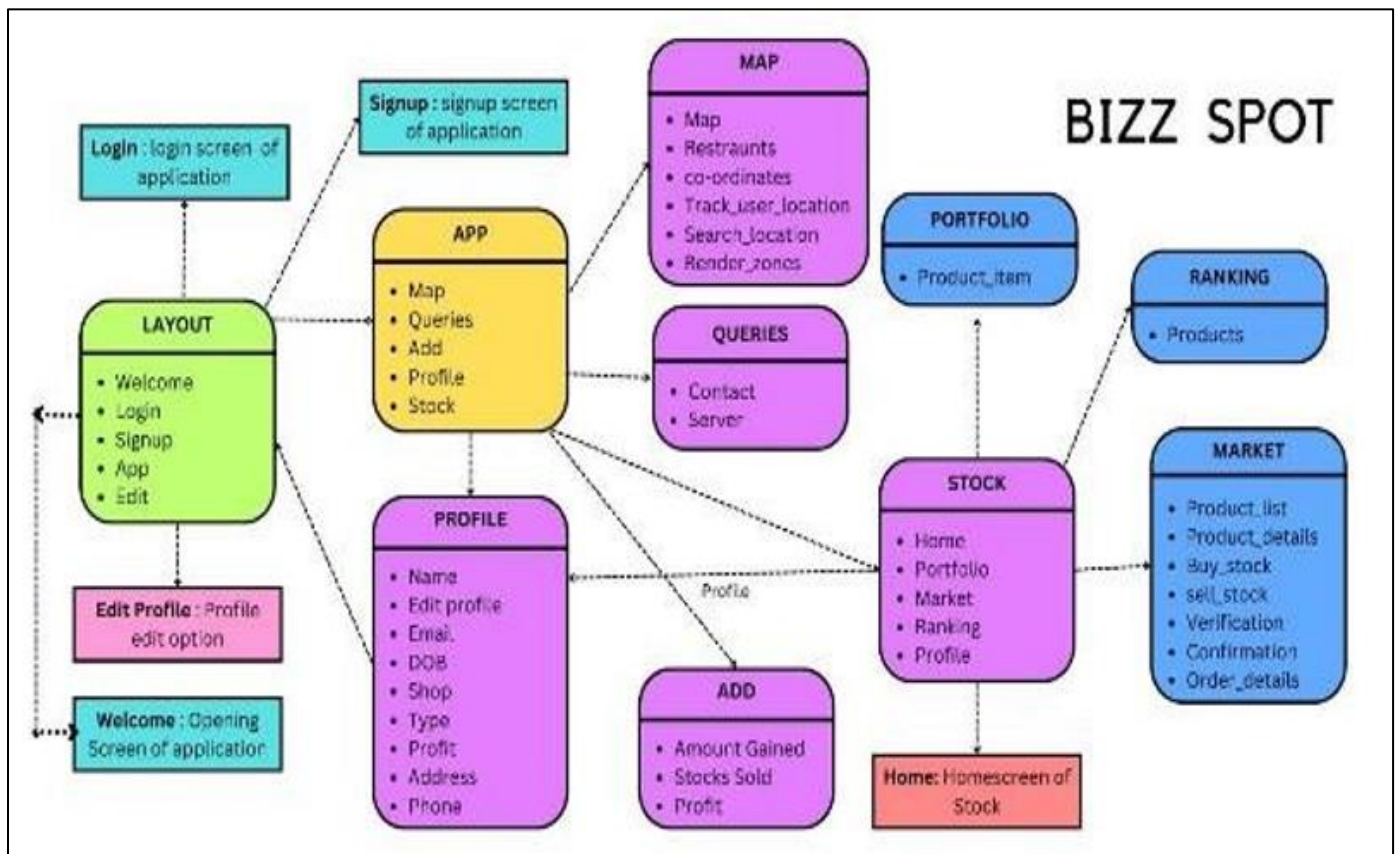 BIZZ SPOT
Login : login screen of
application
Signup : signup screen
of application
LAYOUT
• Welcome
• Login
• Signup
• App
• Edit
Edit Profile : Profile
edit option
Welcome : Opening
Screen of application
APP
• Map
• Queries
• Add
• Profile
• Stock
PROFILE
• Name
• Edit profile
• Email
• DOB
• Shop
• Type
• Profit
• Address
• Phone
MAP
• Map
• Restraunts
• co-ordinates
• Track_user_location
• Search_location
• Render_zones
QUERIES
• Contact
• Server
Profile
ADD
• Amount Gained
• Stocks Sold
• Profit
PORTFOLIO
• Product_item
STOCK
• Home
• Portfolio
• Market
• Ranking
• Profile
Home: Homescreen of
Stock
RANKING
• Products
MARKET
• Product_list
• Product_details
• Buy_stock
• sell_stock
• Verification
• Confirmation
• Order_details